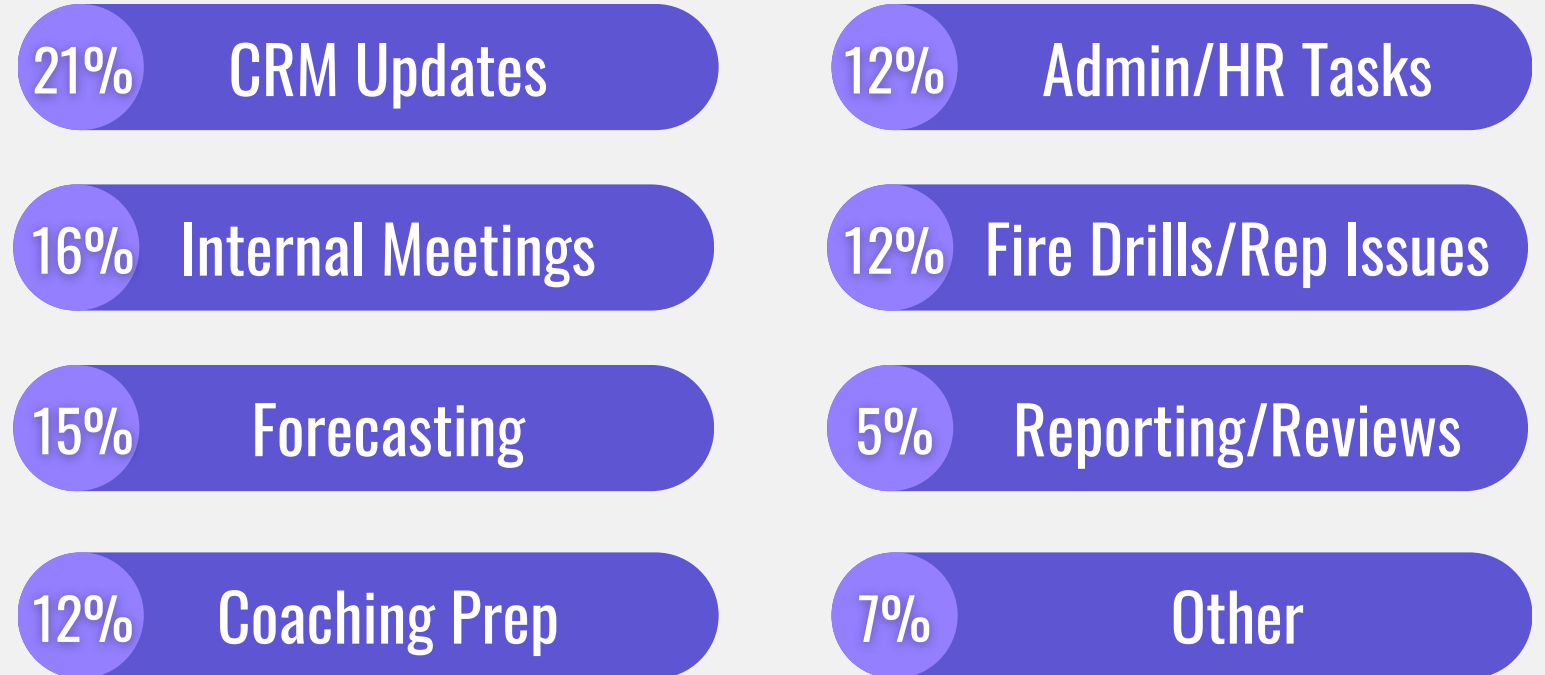 21% CRM Updates
16% Internal Meetings
15% Forecasting
12% Coaching Prep
12% Admin/HR Tasks
12% Fire Drills/Rep Issues
5% Reporting/Reviews
7% Other